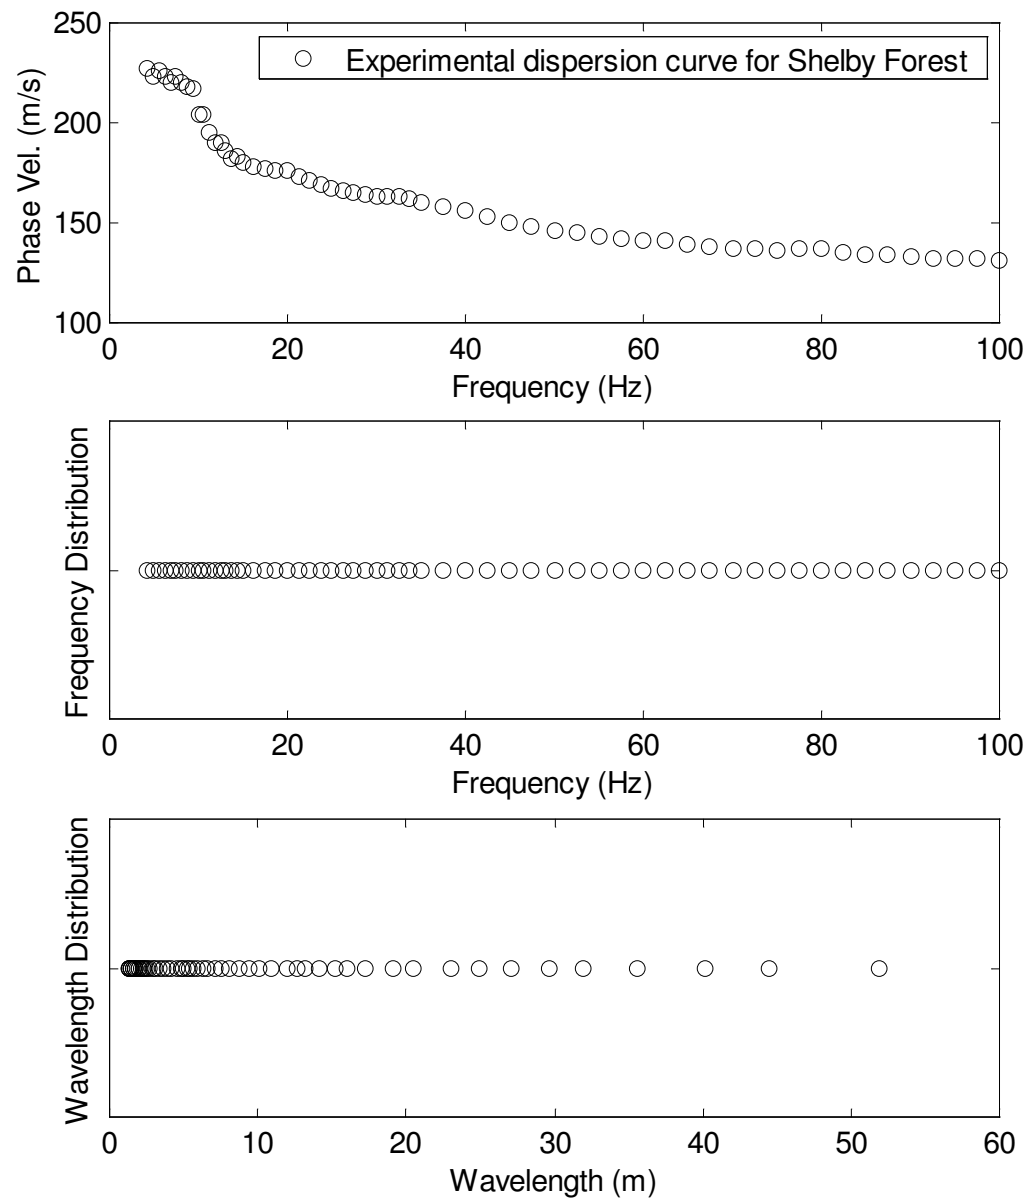 250
200
150
100
Phase Vel. (m/s)
Experimental dispersion curve for Shelby Forest
0 20 40 60 80 100
Frequency (Hz)
Frequency Distribution
0 20 40 60 80 100
Frequency (Hz)
Wavelength Distribution
0 10 20 30 40 50 60
Wavelength (m)